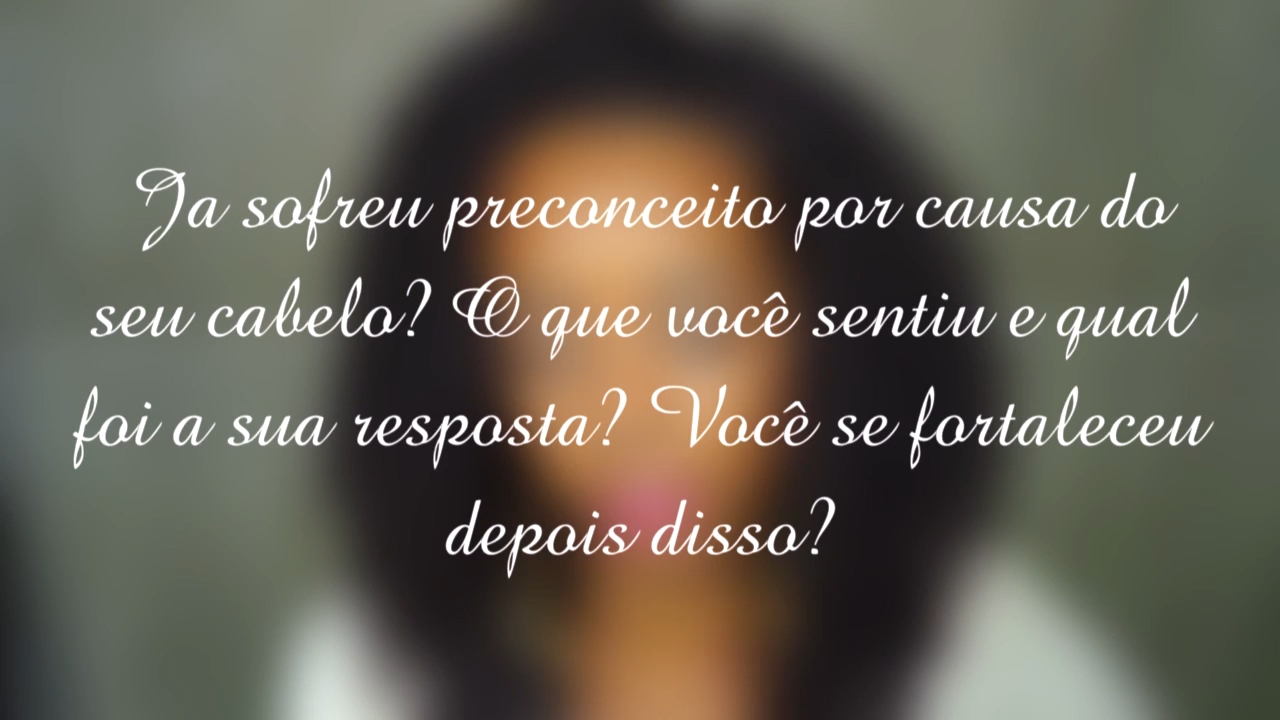 Ja sofreu preconceito por causa do
seu cabelo? O que você sentiu e qual
foi a sua resposta? Você se fortaleceu
depois disso?